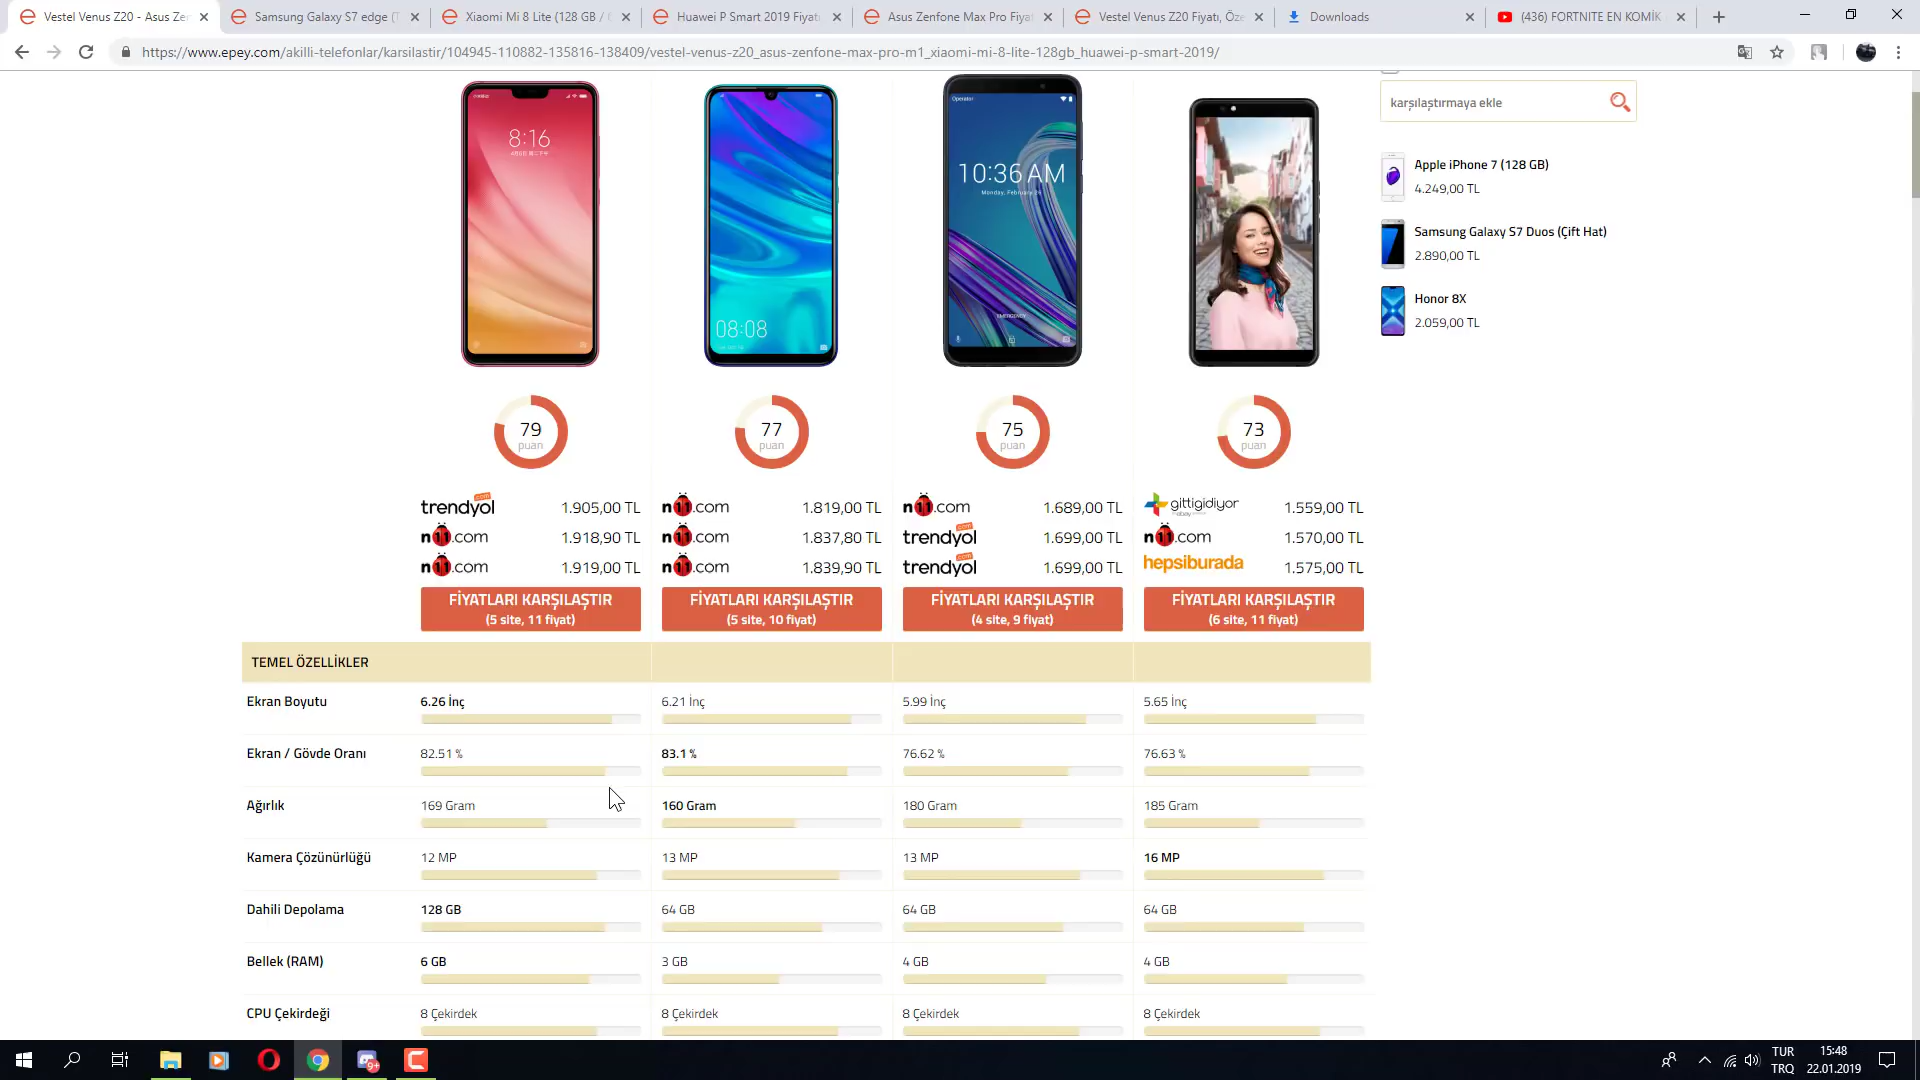 Vestel Venus Z20 - Asus Ze
Samsung Galaxy S7 edge (T
Xiaomi Mi 8 Lite (128 GB / 6
Huawei P Smart 2019 Fiyatı
Asus Zenfone Max Pro Fiya
Vestel Venus Z20 Fiyatı, Öze
Downloads
(436) FORTNITE EN KOMİK
https://www.epey.com/akilli-telefonlar/karsilastir/104945-110882-135816-138409/vestel-venus-z20_asus-zenfone-max-pro-m1_xiaomi-mi-8-lite-128gb_huawei-p-smart-2019/
8:16
08:08
Operator
10:36 AM
karşılaştırmaya ekle
Apple iPhone 7 (128 GB)
4.249,00 TL
Samsung Galaxy S7 Duos (Çift Hat)
2.890,00 TL
Honor 8X
2.059,00 TL
79 puan
77 puan
75 puan
73 puan
trendyol.com 1.905,00 TL n11.com 1.819,00 TL n11.com 1.689,00 TL gittigidiyor 1.559,00 TL
n11.com 1.918,90 TL n11.com 1.837,80 TL trendyol.com 1.699,00 TL n11.com 1.570,00 TL
n11.com 1.919,00 TL n11.com 1.839,90 TL trendyol.com 1.699,00 TL hepsiburada 1.575,00 TL
FİYATLARI KARŞILAŞTIR FİYATLARI KARŞILAŞTIR FİYATLARI KARŞILAŞTIR FİYATLARI KARŞILAŞTIR
(5 site, 11 fiyat) (5 site, 10 fiyat) (4 site, 9 fiyat) (6 site, 11 fiyat)
TEMEL ÖZELLİKLER
Ekran Boyutu 6.26 İnç 6.21 İnç 5.99 İnç 5.65 İnç
Ekran / Gövde Oranı 82.51 % 83.1 % 76.62 % 76.63 %
Ağırlık 169 Gram 160 Gram 180 Gram 185 Gram
Kamera Çözünürlüğü 12 MP 13 MP 13 MP 16 MP
Dahili Depolama 128 GB 64 GB 64 GB 64 GB
Bellek (RAM) 6 GB 3 GB 4 GB 4 GB
CPU Çekirdeği 8 Çekirdek 8 Çekirdek 8 Çekirdek 8 Çekirdek
9+
TUR
TRQ
15:48
22.01.2019